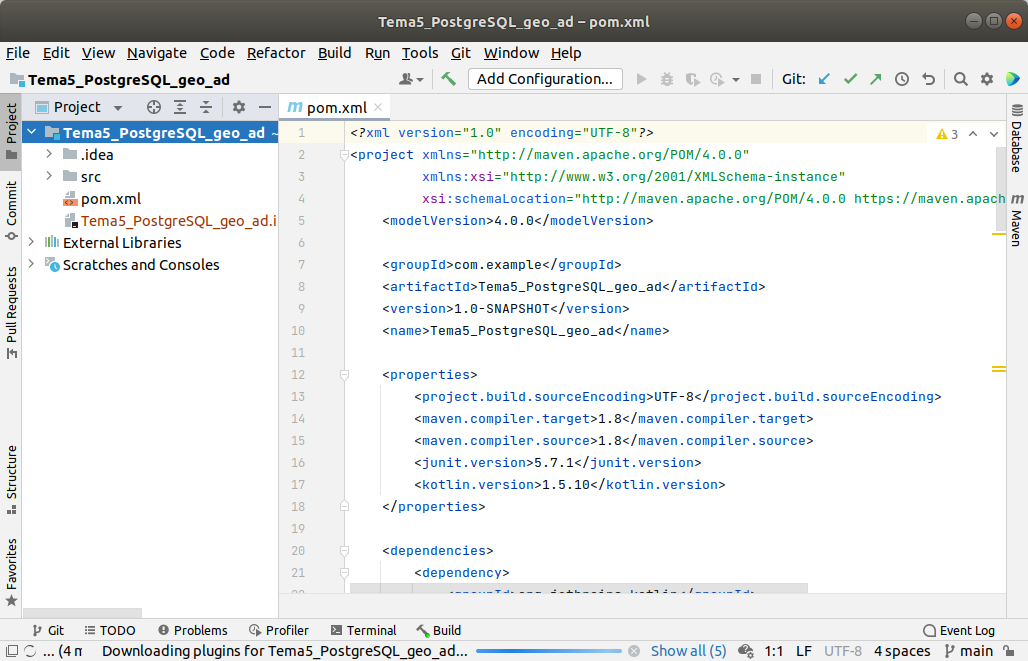 Tema5_PostgreSQL_geo_ad – pom.xml
File Edit View Navigate Code Refactor Build Run Tools Git Window Help
Tema5_PostgreSQL_geo_ad Add Configuration... Git:
Project
pom.xml
Tema5_PostgreSQL_geo_ad ~
.idea
src
pom.xml
Tema5_PostgreSQL_geo_ad.i
External Libraries
Scratches and Consoles
Project
Commit
Pull Requests
Structure
Favorites
3
1 <?xml version="1.0" encoding="UTF-8"?>
2 <project xmlns="http://maven.apache.org/POM/4.0.0"
3 xmlns:xsi="http://www.w3.org/2001/XMLSchema-instance"
4 xsi:schemaLocation="http://maven.apache.org/POM/4.0.0 https://maven.apach
5 <modelVersion>4.0.0</modelVersion>
6
7 <groupId>com.example</groupId>
8 <artifactId>Tema5_PostgreSQL_geo_ad</artifactId>
9 <version>1.0-SNAPSHOT</version>
10 <name>Tema5_PostgreSQL_geo_ad</name>
11
12 <properties>
13 <project.build.sourceEncoding>UTF-8</project.build.sourceEncoding>
14 <maven.compiler.target>1.8</maven.compiler.target>
15 <maven.compiler.source>1.8</maven.compiler.source>
16 <junit.version>5.7.1</junit.version>
17 <kotlin.version>1.5.10</kotlin.version>
18 </properties>
19
20 <dependencies>
21 <dependency>
Database
Maven
Git TODO Problems Profiler Terminal Build Event Log
... (4 m Downloading plugins for Tema5_PostgreSQL_ad... Show all (5) 1:1 LF UTF-8 4 spaces main